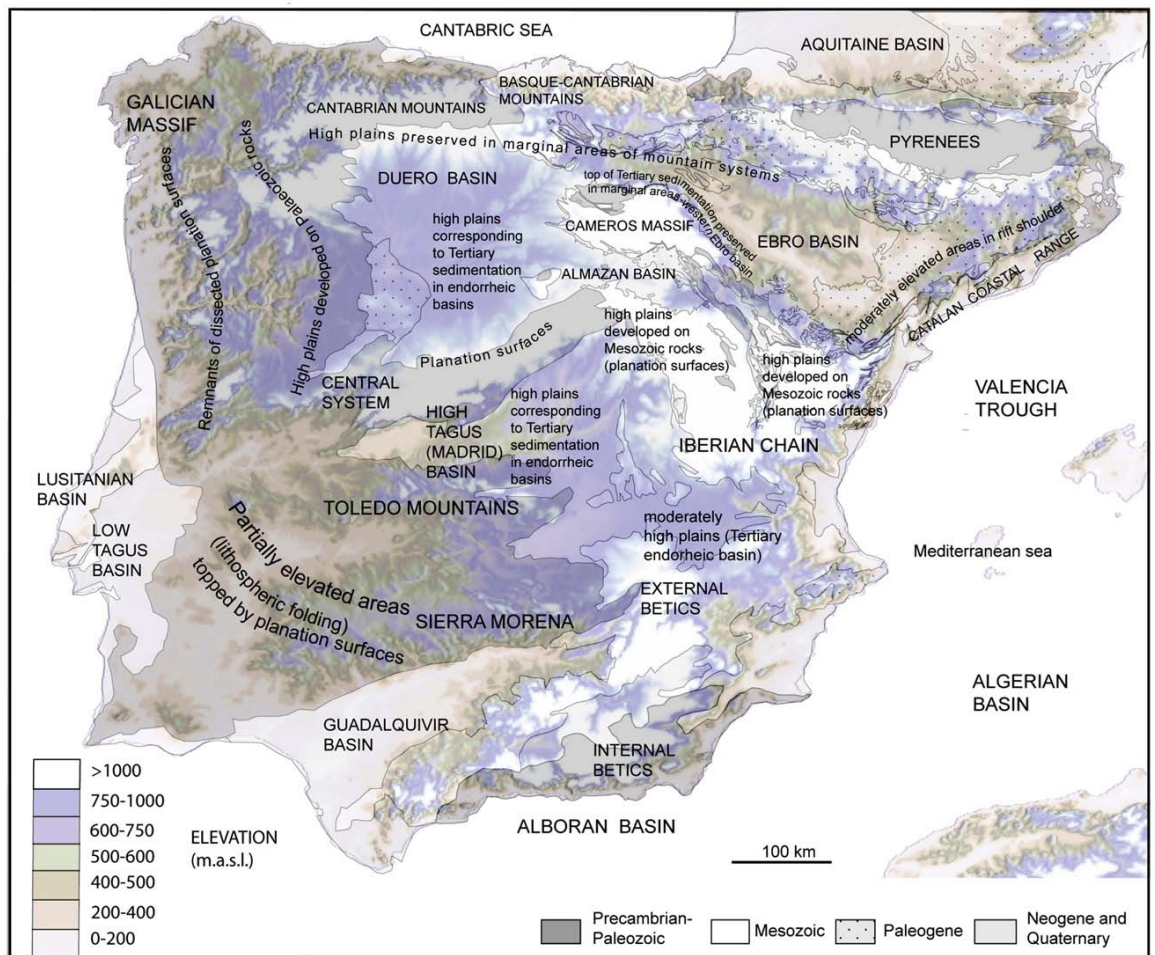 CANTABRIC SEA
AQUITAINE BASIN
BASQUE-CANTABRIAN
MOUNTAINS
GALICIAN
MASSIF
CANTABRIAN MOUNTAINS
PYRENEES
High plains preserved in marginal areas of mountain systems
DUERO BASIN
top of Tertiary sedimentation preserved
in marginal areas-western Ebro basin
CAMEROS MASSIF
EBRO BASIN
Remnants of dissected planation surfaces
High plains developed on Palaeozoic rocks
high plains
corresponding
to Tertiary
sedimentation
in endorreic
basins
ALMAZAN BASIN
moderately elevated areas in rift shoulder
CATALAN COASTAL RANGE
Planation surfaces
high plains
developed on
Mesozoic rocks
(planation surfaces)
high plains
developed on
Mesozoic rocks
(planation surfaces)
VALENCIA
TROUGH
CENTRAL
SYSTEM
HIGH
TAGUS
(MADRID)
BASIN
high plains
corresponding
to Tertiary
sedimentation
in endorreic
basins
IBERIAN CHAIN
LUSITANIAN
BASIN
LOW
TAGUS
BASIN
TOLEDO MOUNTAINS
Partially elevated areas
(lithospheric folding)
topped by planation surfaces
moderately
high plains (Tertiary
endorheic basin)
Mediterranean sea
EXTERNAL
BETICS
SIERRA MORENA
ALGERIAN
BASIN
GUADALQUIVIR
BASIN
INTERNAL
BETICS
ALBORAN BASIN
>1000
750-1000
600-750
500-600
400-500
200-400
0-200
ELEVATION
(m.a.s.l.)
100 km
Precambrian-
Paleozoic
Mesozoic
Paleogene
Neogene and
Quaternary